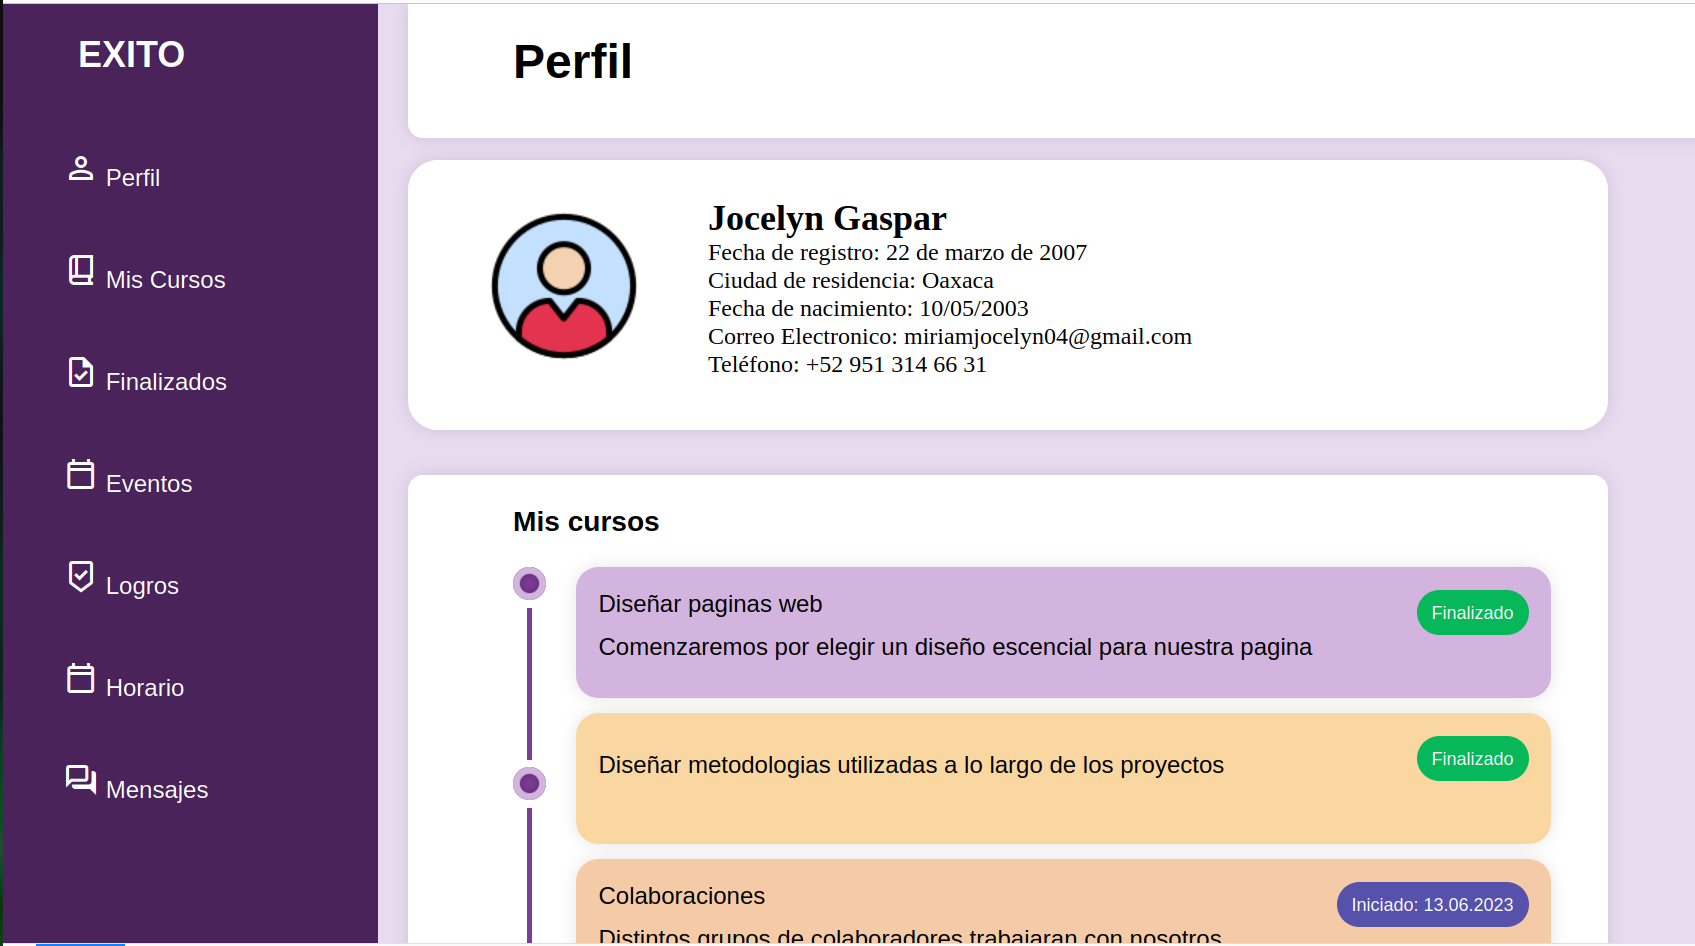 EXITO
Perfil
Mis Cursos
Finalizados
Eventos
Logros
Horario
Mensajes
Perfil
Jocelyn Gaspar
Fecha de registro: 22 de marzo de 2007
Ciudad de residencia: Oaxaca
Fecha de nacimiento: 10/05/2003
Correo Electronico: miriamjocelyn04@gmail.com
Teléfono: +52 951 314 66 31
Mis cursos
Diseñar paginas web
Finalizado
Comenzaremos por elegir un diseño escencial para nuestra pagina
Diseñar metodologias utilizadas a lo largo de los proyectos
Finalizado
Colaboraciones
Iniciado: 13.06.2023
Distintos grupos de colaboradores trabajaran con nosotros